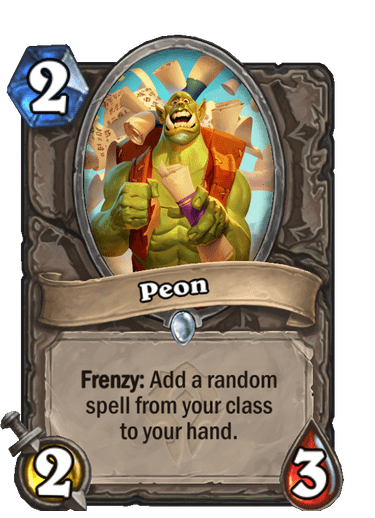 2
Peon
Frenzy: Add a random
spell from your class
to your hand.
2
3